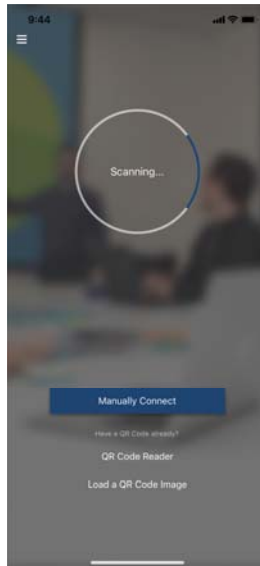 9:44
Scanning...
Manually Connect
Have a QR Code already?
QR Code Reader
Load a QR Code Image